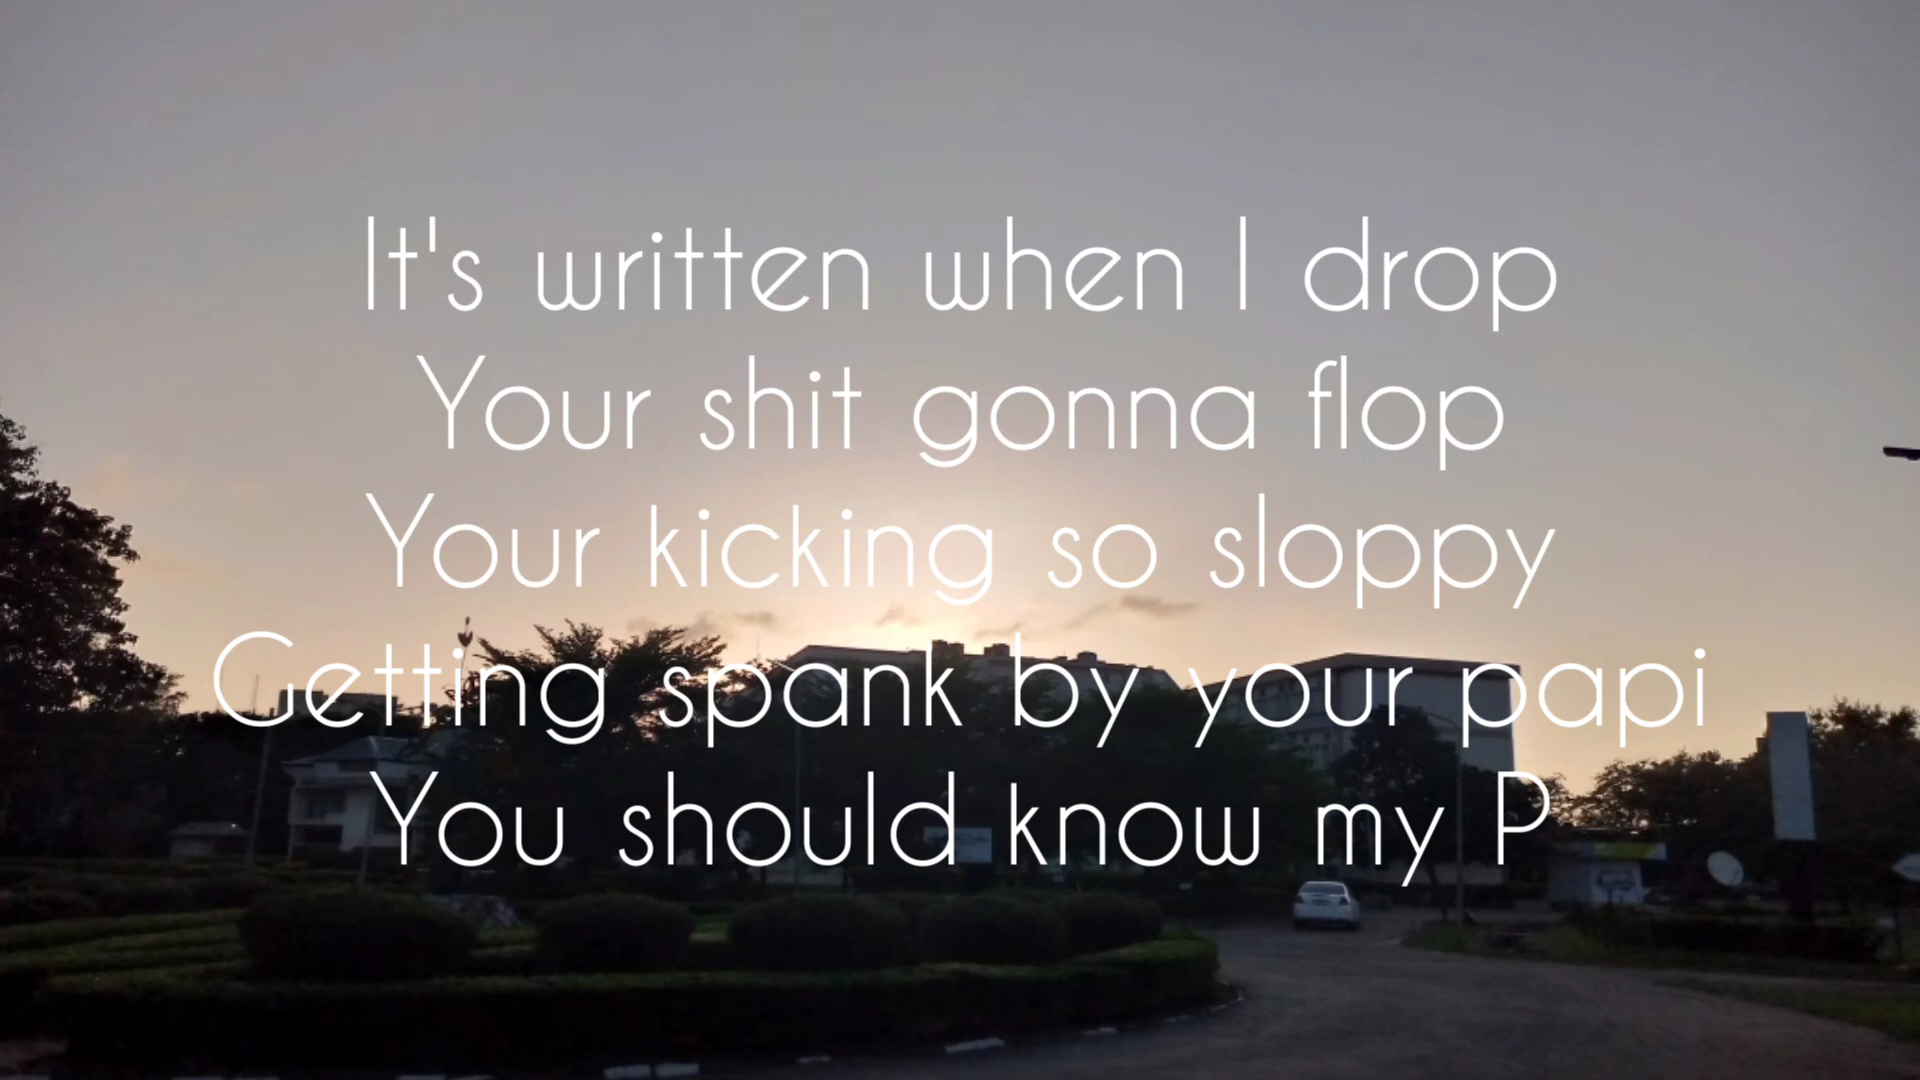 It's written when I drop
Your shit gonna flop
Your kicking so sloppy
Getting spank by your papi
You should know my P